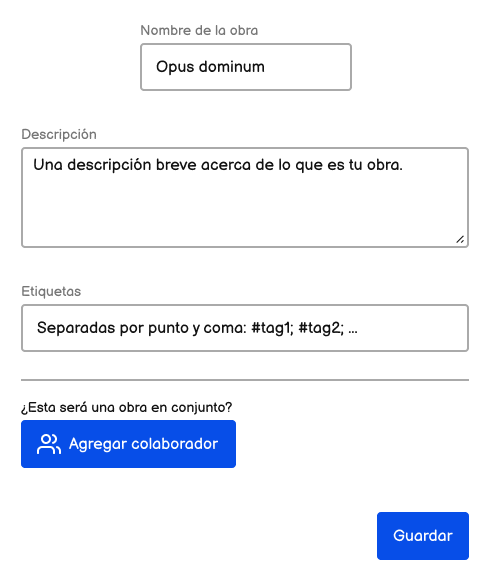 Nombre de la obra
Opus dominum
Descripción
Una descripción breve acerca de lo que es tu obra.
Etiquetas
Separadas por punto y coma: #tag1; #tag2; ...
¿Esta será una obra en conjunto?
Agregar colaborador
Guardar